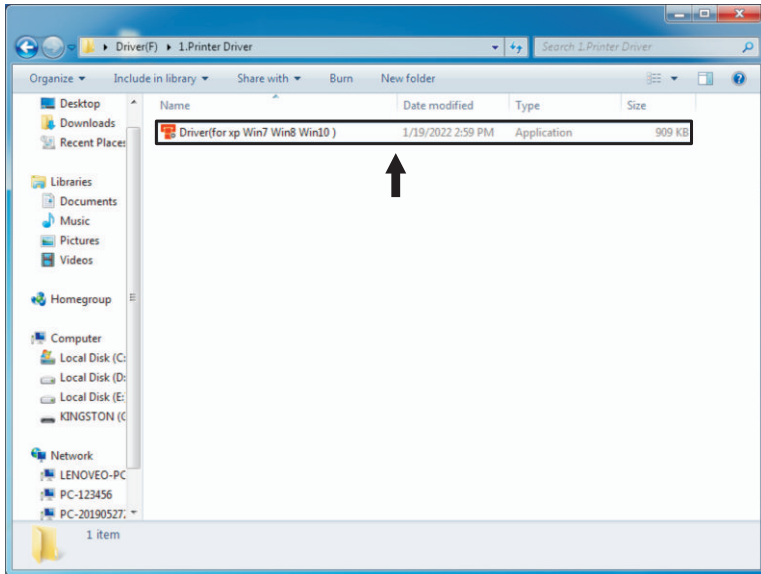 Driver(F) ▸ 1.Printer Driver
Search 1.Printer Driver
Organize Include in library Share with Burn New folder
Name Date modified Type Size
Driver(for xp Win7 Win8 Win10 ) 1/19/2022 2:59 PM Application 909 KB
Desktop
Downloads
Recent Places
Libraries
Documents
Music
Pictures
Videos
Homegroup
Computer
Local Disk (C:
Local Disk (D:
Local Disk (E:
KINGSTON (
Network
LENOVEO-PC
PC-123456
PC-20190527
1 item